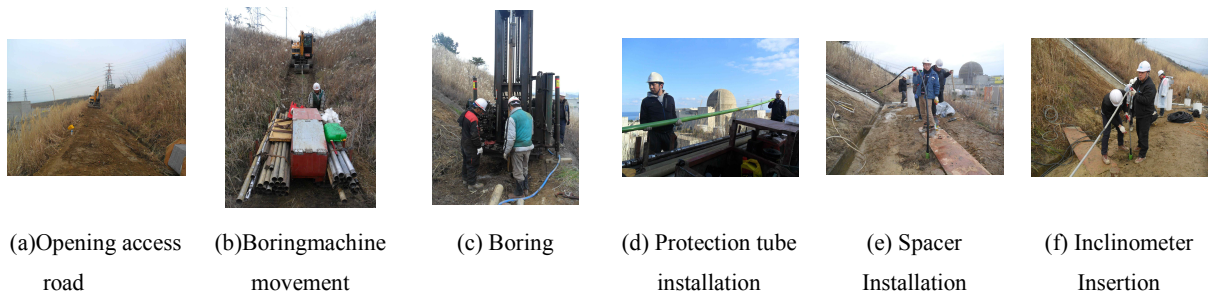 (a)Opening access
road
(b)Boringmachine
movement
(c) Boring
(d) Protection tube
installation
(e) Spacer
Installation
(f) Inclinometer
Insertion